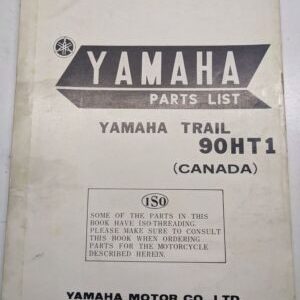 YAMAHA
PARTS LIST
YAMAHA TRAIL
90HT1
(CANADA)
ISO
SOME OF THE PARTS IN THIS
BOOK HAVE ISO THREADING.
PLEASE MAKE SURE TO CONSULT
THIS BOOK WHEN ORDERING
PARTS FOR THE MOTORCYCLE
DESCRIBED HEREIN.
YAMAHA MOTOR CO., LTD.